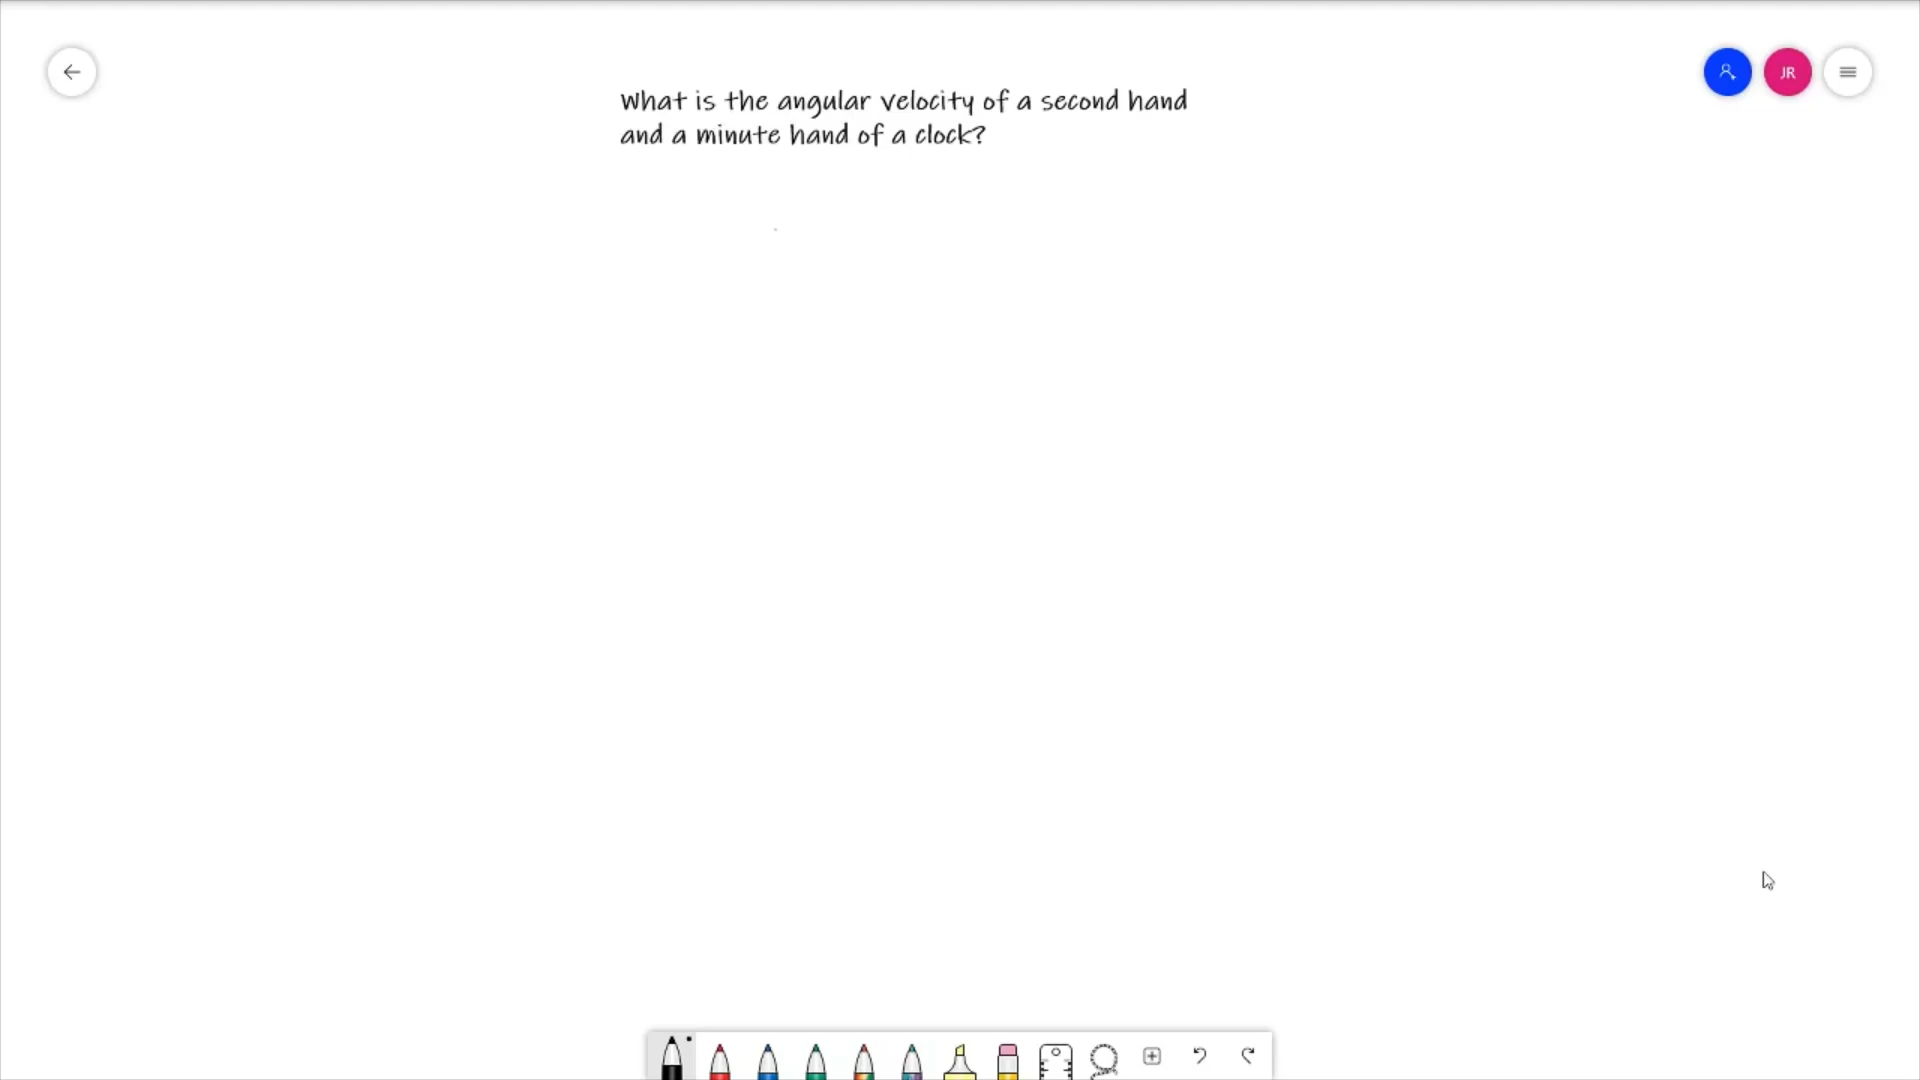 JR
What is the angular velocity of a second hand
and a minute hand of a clock?